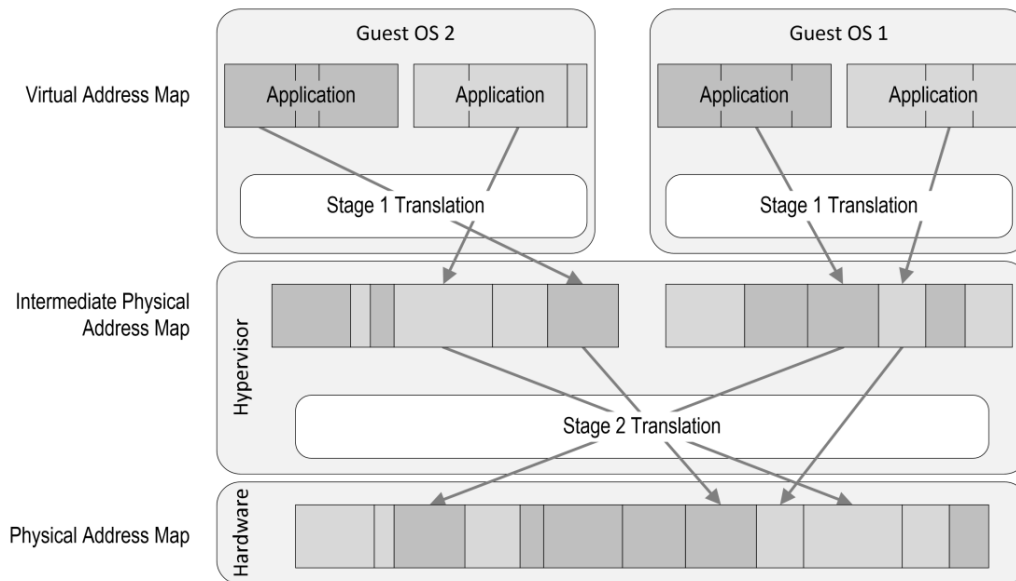 Guest OS 2
Guest OS 1
Virtual Address Map
Application
Application
Application
Application
Stage 1 Translation
Stage 1 Translation
Intermediate Physical
Address Map
Hypervisor
Stage 2 Translation
Physical Address Map
Hardware